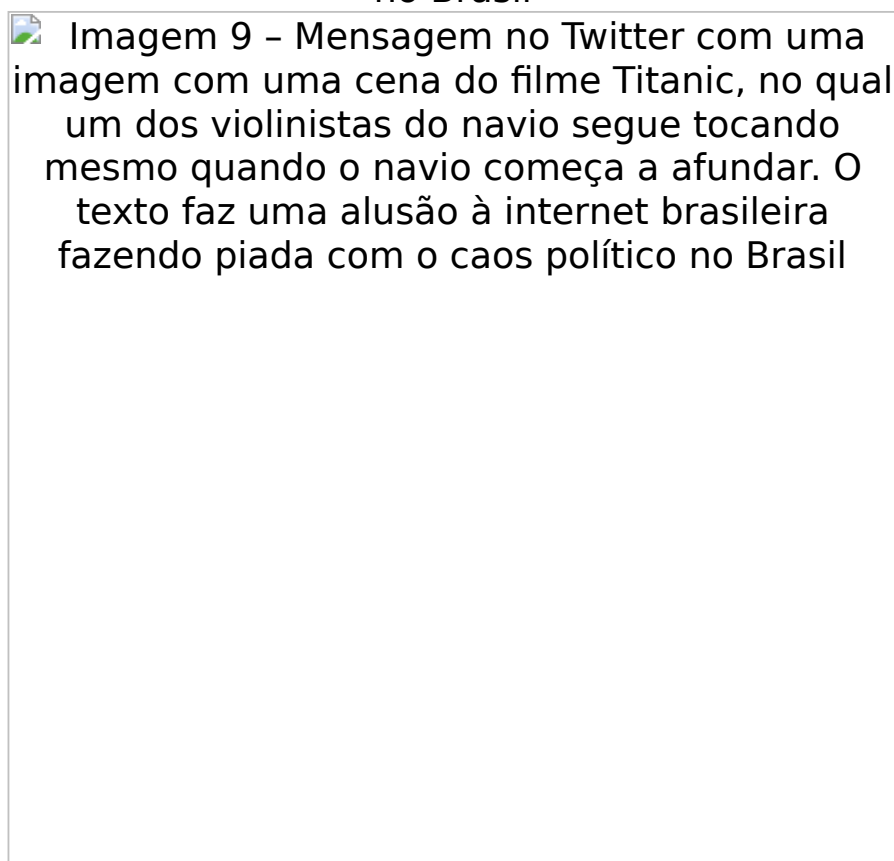 no Brasil
Imagem 9 – Mensagem no Twitter com uma
imagem com uma cena do filme Titanic, no qual
um dos violinistas do navio segue tocando
mesmo quando o navio começa a afundar. O
texto faz uma alusão à internet brasileira
fazendo piada com o caos político no Brasil